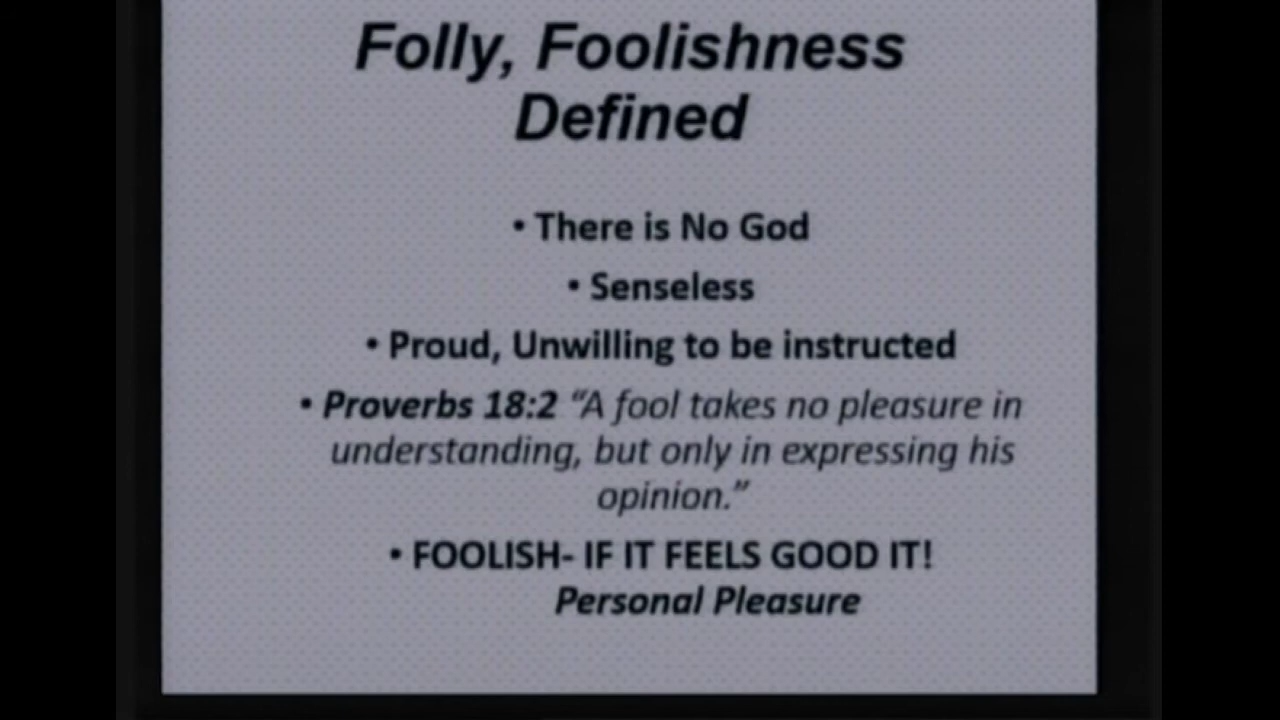 Folly, Foolishness
Defined
• There is No God
• Senseless
• Proud, Unwilling to be instructed
• Proverbs 18:2 “A fool takes no pleasure in
understanding, but only in expressing his
opinion.”
• FOOLISH- IF IT FEELS GOOD IT!
Personal Pleasure